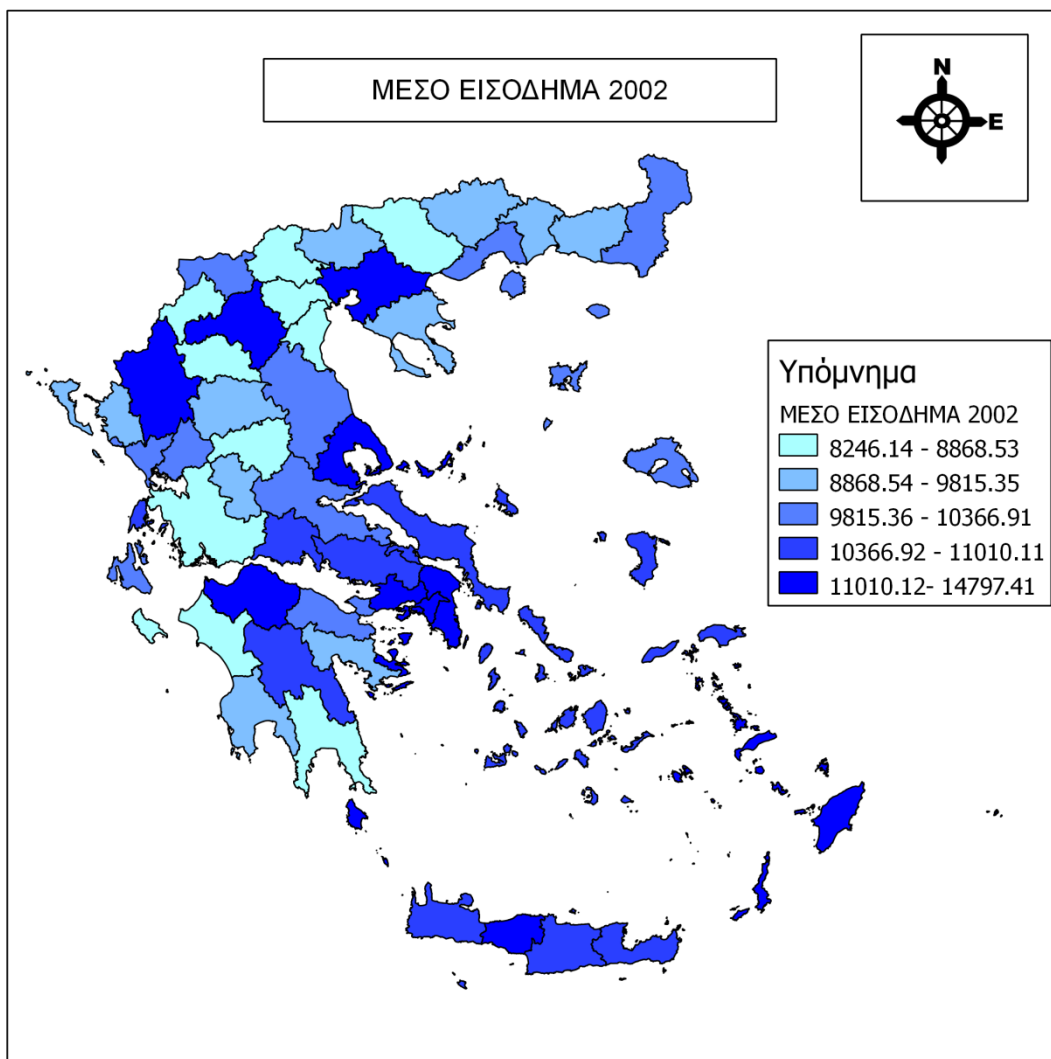 ΜΕΣΟ ΕΙΣΟΔΗΜΑ 2002
N
E
Υπόμνημα
ΜΕΣΟ ΕΙΣΟΔΗΜΑ 2002
8246.14 - 8868.53
8868.54 - 9815.35
9815.36 - 10366.91
10366.92 - 11010.11
11010.12- 14797.41